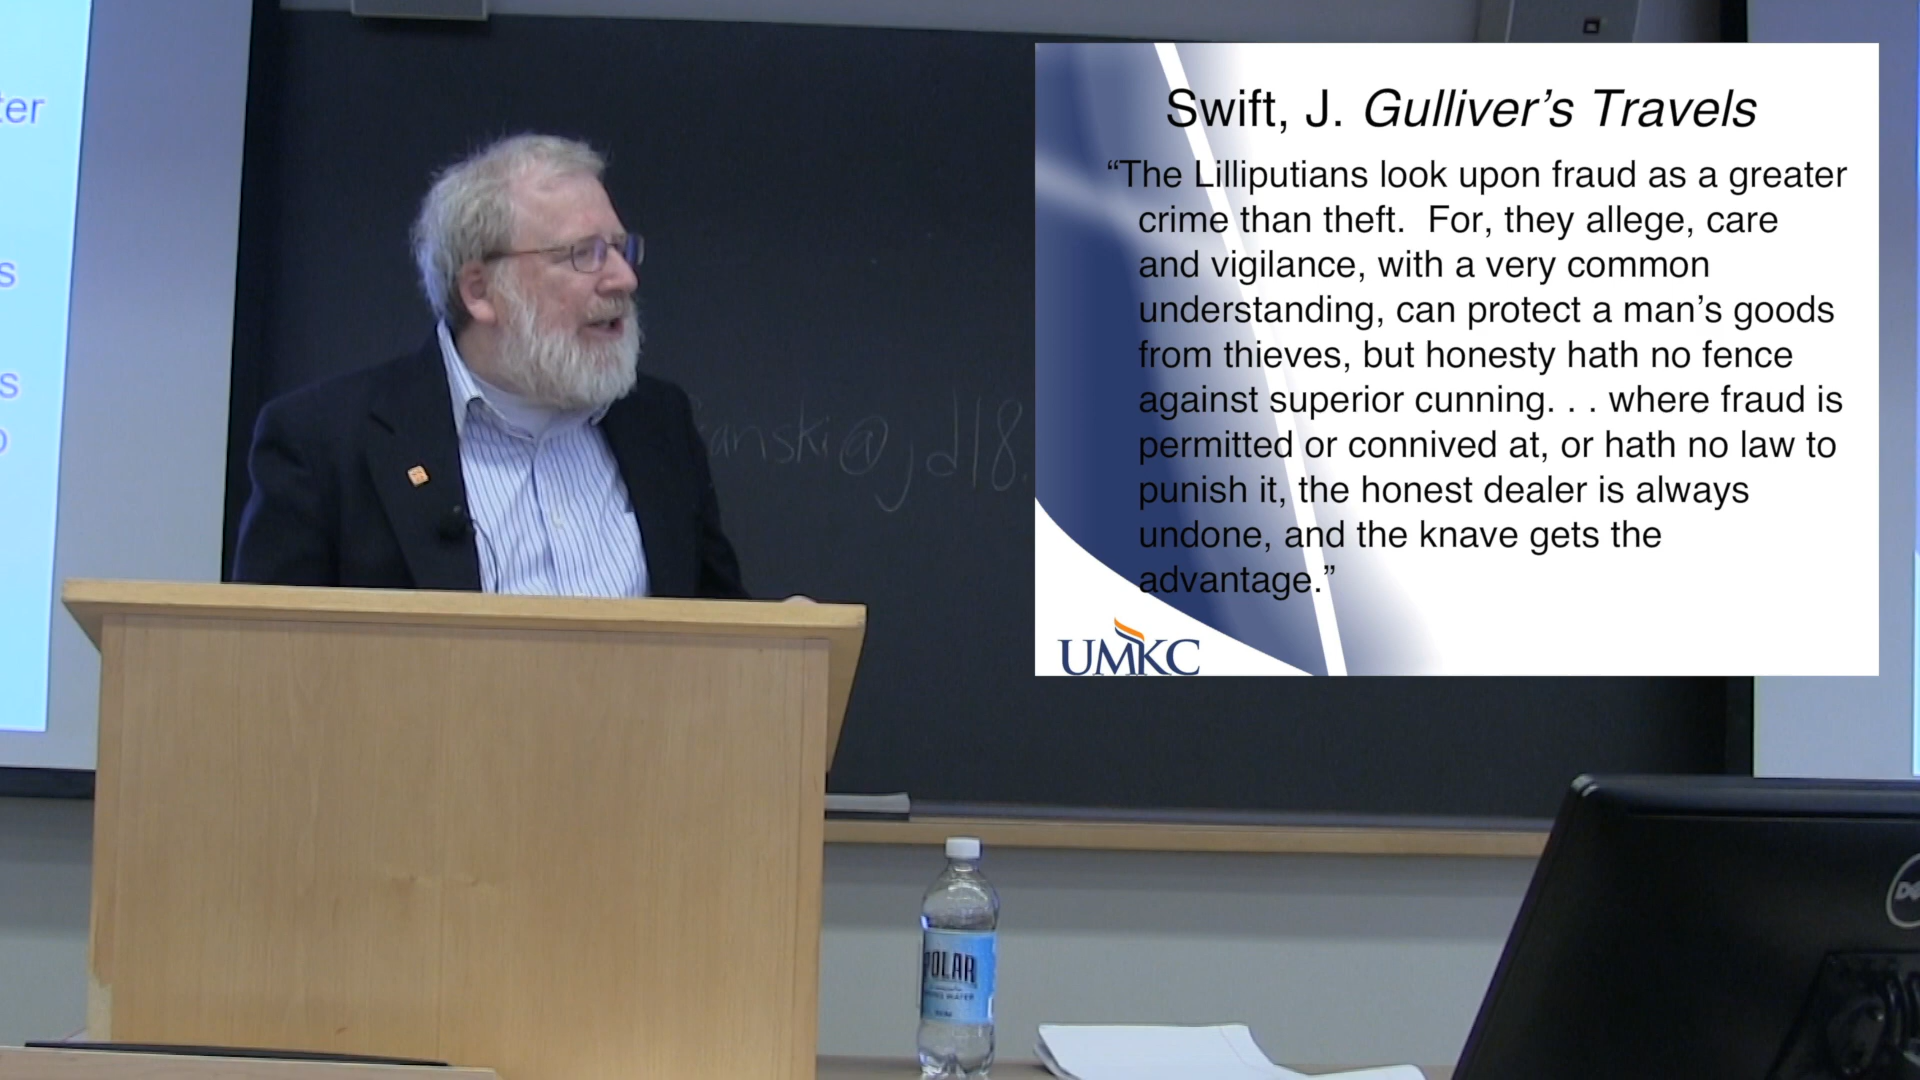 ter
s
s
o
Swift, J. Gulliver’s Travels
“The Lilliputians look upon fraud as a greater
crime than theft.  For, they allege, care
and vigilance, with a very common
understanding, can protect a man’s goods
from thieves, but honesty hath no fence
against superior cunning. . . where fraud is
permitted or connived at, or hath no law to
punish it, the honest dealer is always
undone, and the knave gets the
advantage.”
UMKC
anski@jd18.
POLAR
WATER